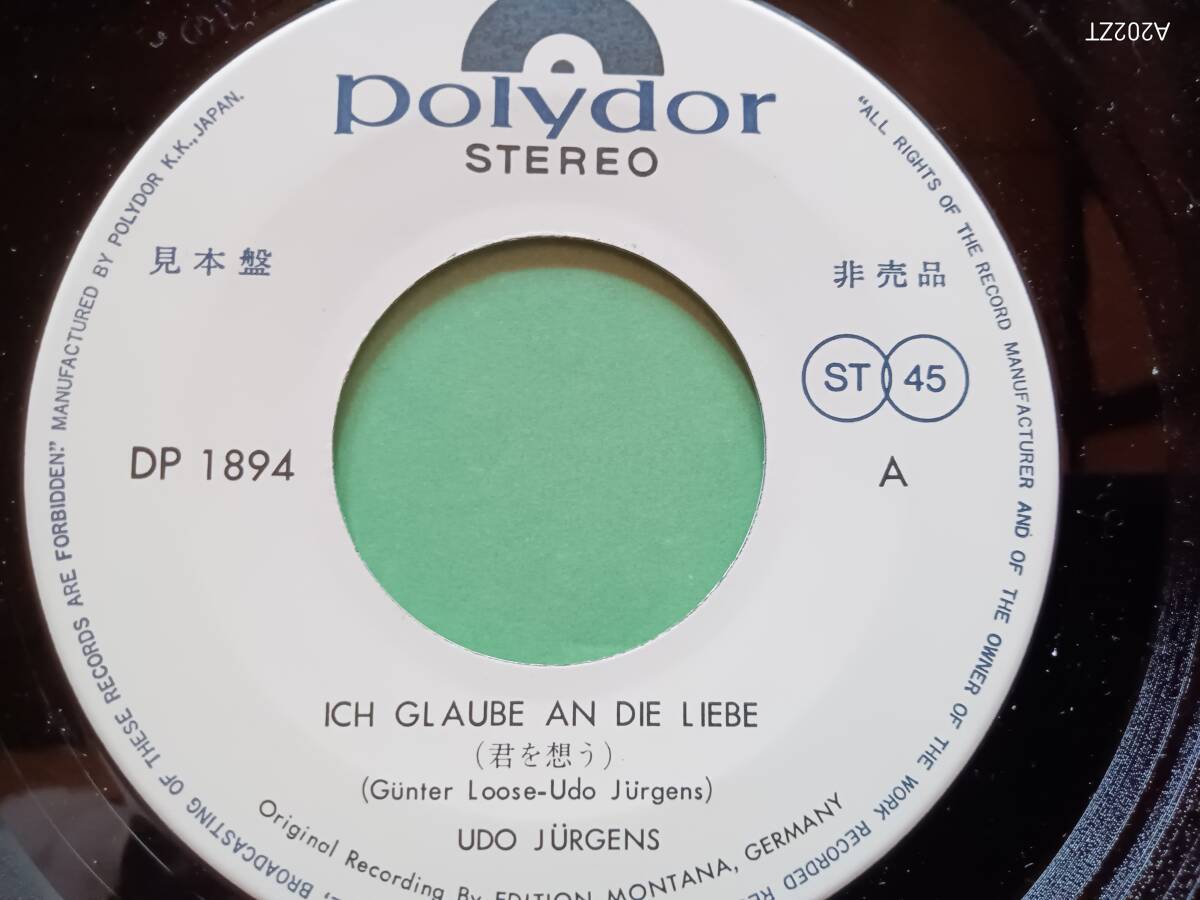 polydor
STEREO
見本盤
非売品
ST 45
DP 1894
A
ICH GLAUBE AN DIE LIEBE
(君を想う)
(Günter Loose-Udo Jürgens)
UDO JÜRGENS
Original Recording By EDITION MONTANA, GERMANY
"ALL RIGHTS OF THE RECORD MANUFACTURER AND OF THE OWNER OF THE WORK RECORDED
BROADCASTING OF THESE RECORDS ARE FORBIDDEN." MANUFACTURED BY POLYDOR K.K., JAPAN.
A202ZT